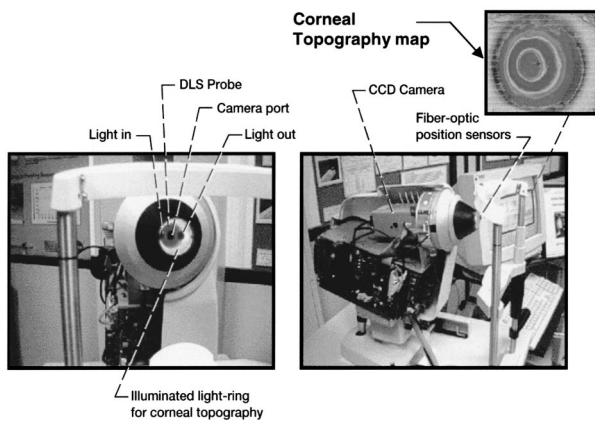 Corneal
Topography map
DLS Probe
Camera port
Light in
Light out
CCD Camera
Fiber-optic
position sensors
Illuminated light-ring
for corneal topography